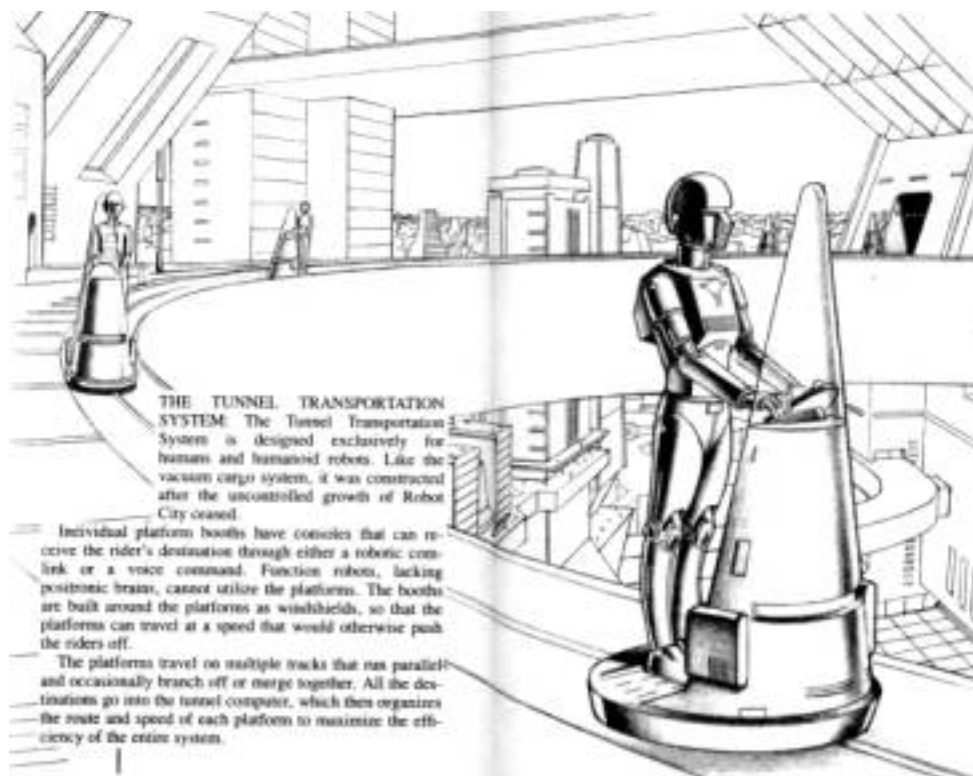 THE TUNNEL TRANSPORTATION
SYSTEM: The Tunnel Transportation
System is designed exclusively for
humans and humanoid robots. Like the
vacuum cargo system, it was constructed
after the uncontrolled growth of Robot
City ceased.
Individual platform booths have consoles that can re-
ceive the rider's destination through either a robotic com-
link or a voice command. Function robots, lacking
positronic brains, cannot utilize the platforms. The booths
are built around the platforms as windshields, so that the
platforms can travel at a speed that would otherwise push
the riders off.
The platforms travel on multiple tracks that run parallel
and occasionally branch off or merge together. All the des-
tinations go into the tunnel computer, which then organizes
the route and speed of each platform to maximize the effi-
ciency of the entire system.